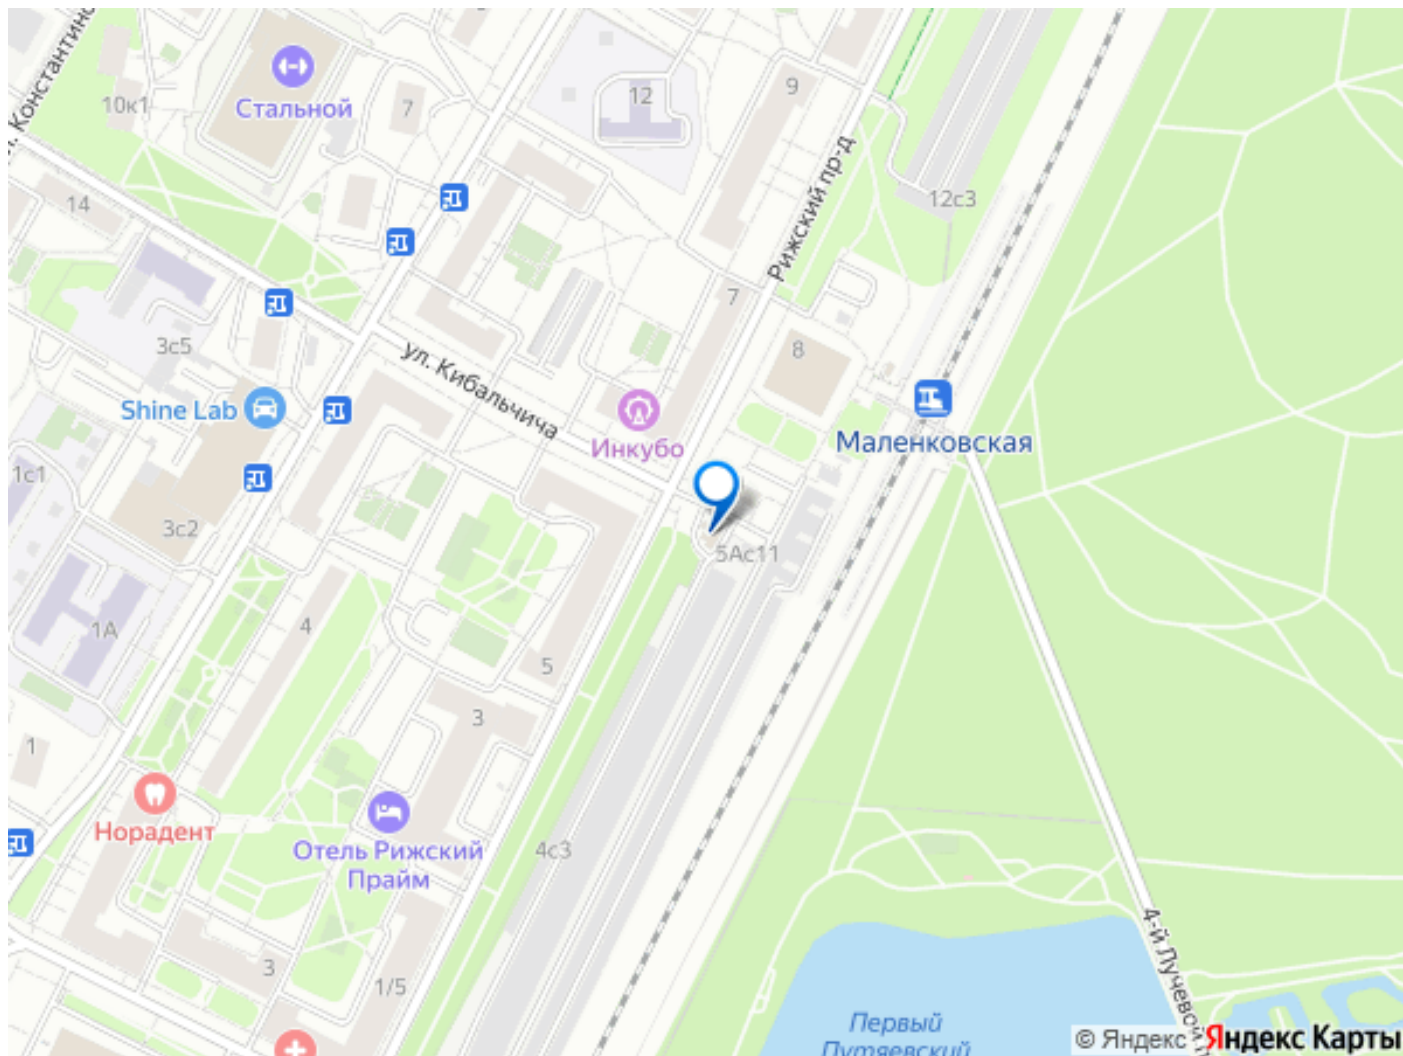 ул. Константинова
Стальной
10к1
7
12
9
14
Рижский пр-д
12с3
7
3с5
8
ул. Кибальчича
Shine Lab
Инкубо
Маленковская
1с1
3с2
5Ас11
1А
4
5
3
1
Норадент
Отель Рижский
Прайм
4с3
3
1/5
4-й Лучевой
Первый
Путяевский
© Яндекс
Яндекс Карты